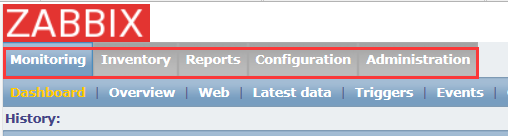 ZABBIX
Monitoring Inventory Reports Configuration Administration
Dashboard | Overview | Web | Latest data | Triggers | Events |
History: